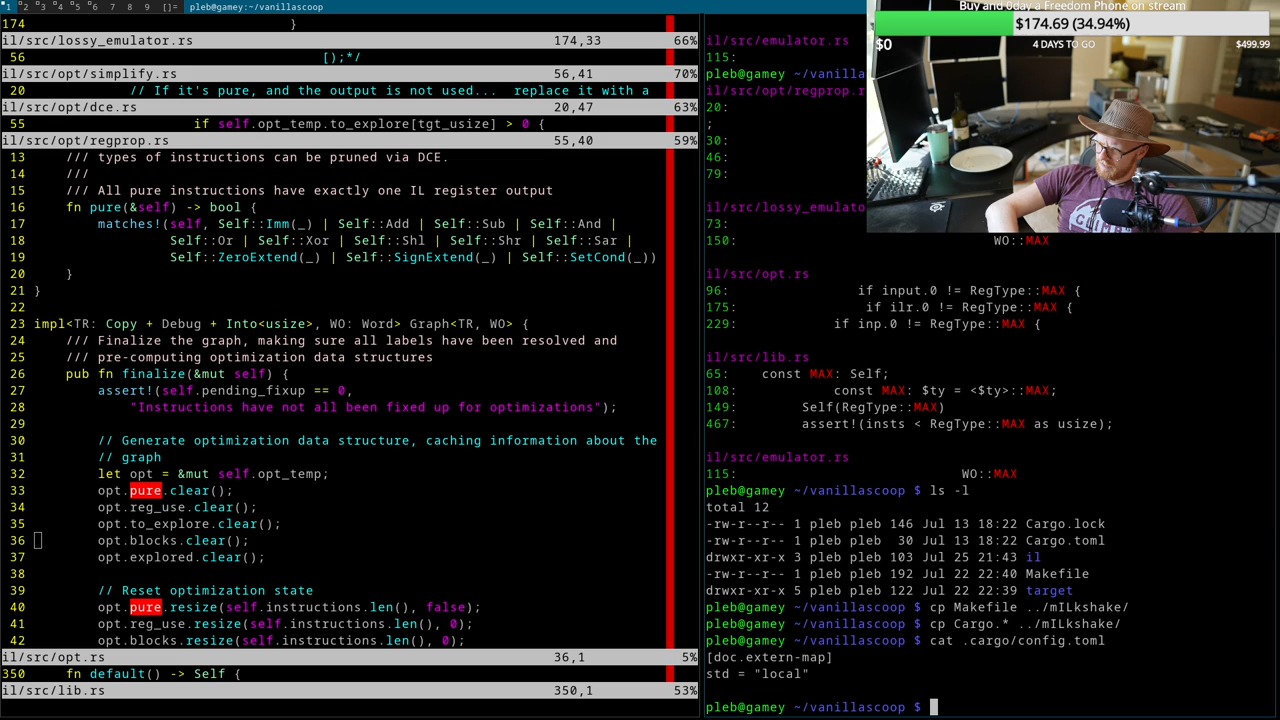 1 2 3 4 5 6 7 8 9 []= pleb@gamey:~/vanillascoop
174 }
il/src/lossy_emulator.rs 174,33 66%
56 [);*/
il/src/opt/simplify.rs 56,41 70%
20 // If it's pure, and the output is not used... replace it with a
il/src/opt/dce.rs 20,47 63%
55 if self.opt_temp.to_explore[tgt_usize] > 0 {
il/src/opt/regprop.rs 55,40 59%
13 /// types of instructions can be pruned via DCE.
14 ///
15 /// All pure instructions have exactly one IL register output
16 fn pure(&self) -> bool {
17 matches!(self, Self::Imm(_) | Self::Add | Self::Sub | Self::And |
18 Self::Or | Self::Xor | Self::Shl | Self::Shr | Self::Sar |
19 Self::ZeroExtend(_) | Self::SignExtend(_) | Self::SetCond(_))
20 }
21 }
22
23 impl<TR: Copy + Debug + Into<usize>, WO: Word> Graph<TR, WO> {
24 /// Finalize the graph, making sure all labels have been resolved and
25 /// pre-computing optimization data structures
26 pub fn finalize(&mut self) {
27 assert!(self.pending_fixup == 0,
28 "Instructions have not all been fixed up for optimizations");
29
30 // Generate optimization data structure, caching information about the
31 // graph
32 let opt = &mut self.opt_temp;
33 opt.pure.clear();
34 opt.reg_use.clear();
35 opt.to_explore.clear();
36 opt.blocks.clear();
37 opt.explored.clear();
38
39 // Reset optimization state
40 opt.pure.resize(self.instructions.len(), false);
41 opt.reg_use.resize(self.instructions.len(), 0);
42 opt.blocks.resize(self.instructions.len(), 0);
il/src/opt.rs 36,1 5%
350 fn default() -> Self {
il/src/lib.rs 350,1 53%
il/src/emulator.rs
115:
pleb@gamey ~/vanilla
il/src/opt/regprop.r
20:
;
30:
46:
79:
il/src/lossy_emulato
73:
150: WO::MAX
il/src/opt.rs
96: if input.0 != RegType::MAX {
175: if ilr.0 != RegType::MAX {
229: if inp.0 != RegType::MAX {
il/src/lib.rs
65: const MAX: Self;
108: const MAX: $ty = <$ty>::MAX;
149: Self(RegType::MAX)
467: assert!(insts < RegType::MAX as usize);
il/src/emulator.rs
115: WO::MAX
pleb@gamey ~/vanillascoop $ ls -l
total 12
-rw-r--r-- 1 pleb pleb 146 Jul 13 18:22 Cargo.lock
-rw-r--r-- 1 pleb pleb 30 Jul 13 18:22 Cargo.toml
drwxr-xr-x 3 pleb pleb 103 Jul 25 21:43 il
-rw-r--r-- 1 pleb pleb 192 Jul 22 22:40 Makefile
drwxr-xr-x 5 pleb pleb 122 Jul 22 22:39 target
pleb@gamey ~/vanillascoop $ cp Makefile ../mILkshake/
pleb@gamey ~/vanillascoop $ cp Cargo.* ../mILkshake/
pleb@gamey ~/vanillascoop $ cat .cargo/config.toml
[doc.extern-map]
std = "local"
pleb@gamey ~/vanillascoop $
Buy and 0day a Freedom Phone on stream
$174.69 (34.94%)
$0 4 DAYS TO GO $499.99